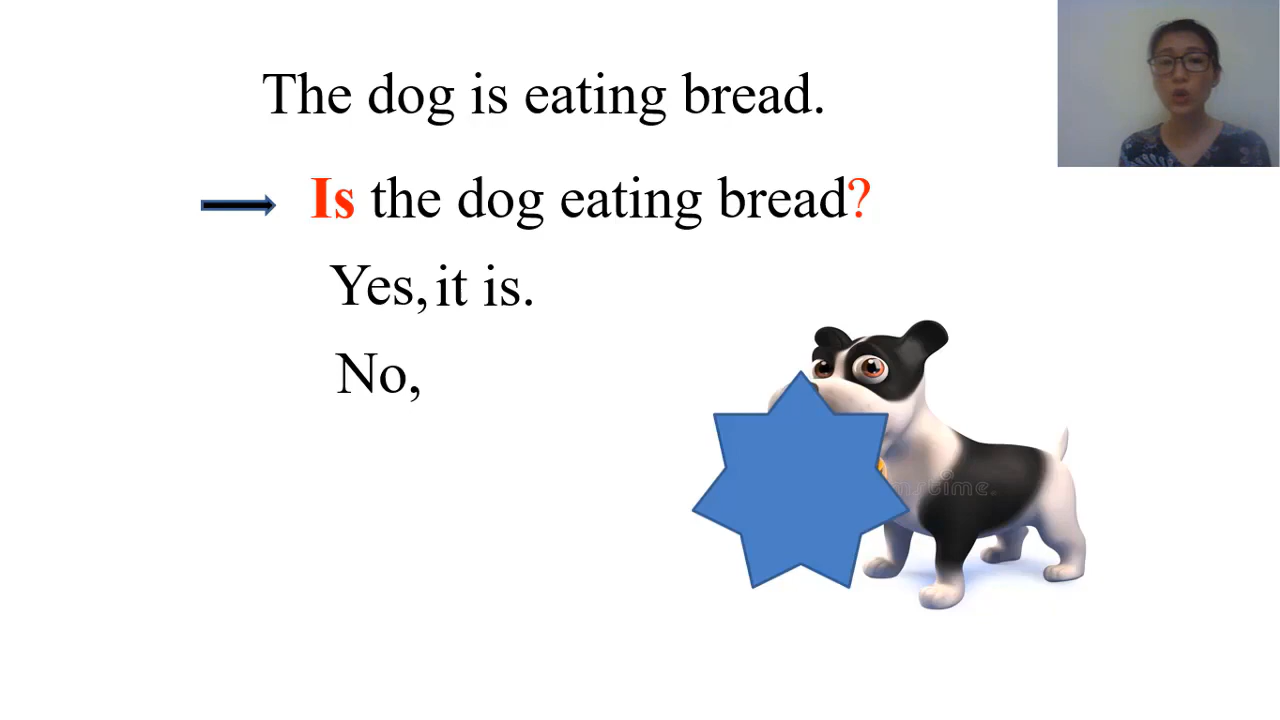 The dog is eating bread.
Is the dog eating bread?
Yes, it is.
No,